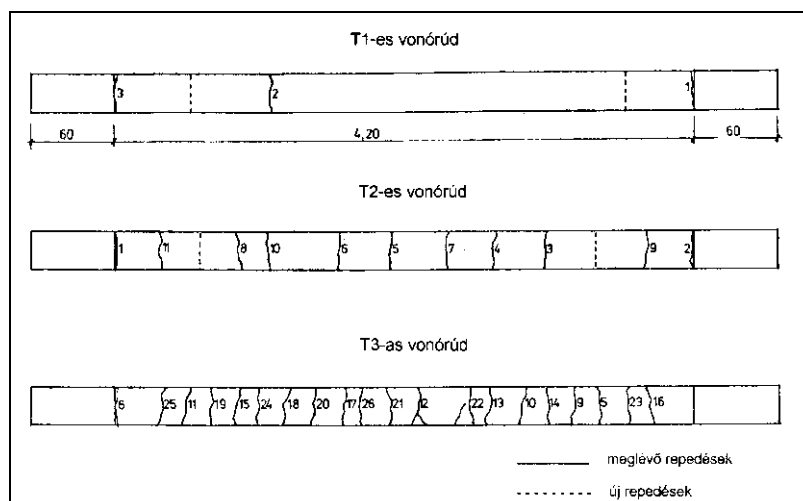 T1-es vonórúd
3 2 1
60 4,20 60
T2-es vonórúd
1 11 8 10 6 5 7 4 3 9 2
T3-as vonórúd
6 25 11 19 15 24 18 20 17 26 21 12 22 13 10 14 9 5 23 16
meglévő repedések
új repedések